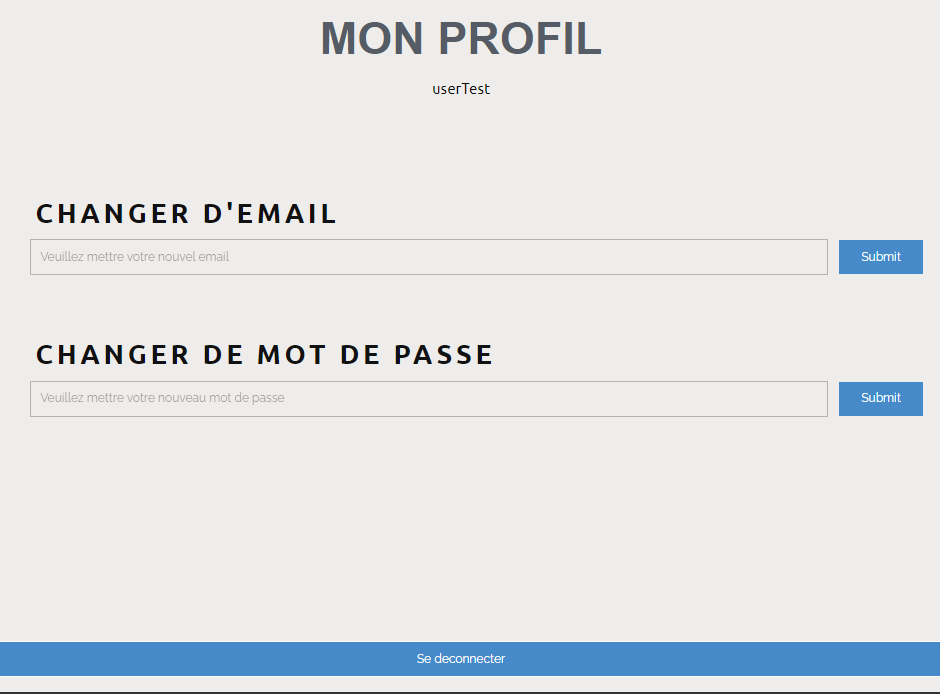 MON PROFIL
userTest
CHANGER D'EMAIL
Veuillez mettre votre nouvel email
Submit
CHANGER DE MOT DE PASSE
Veuillez mettre votre nouveau mot de passe
Submit
Se deconnecter